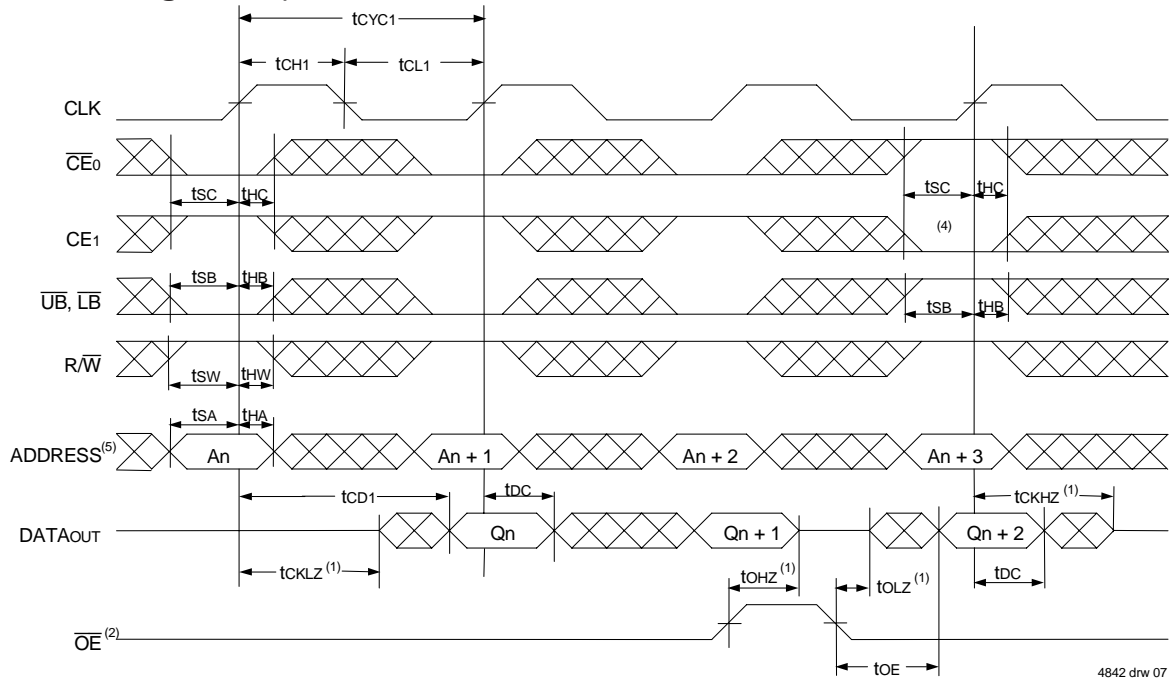 tCYC1
tCH1 tCL1
CLK
CE0
tSC tHC tSC tHC
CE1 (4)
tSB tHB
UB, LB
tSB tHB
R/W
tSW tHW
tSA tHA
ADDRESS(5) An An + 1 An + 2 An + 3
tCD1 tDC tCKHZ (1)
DATAOUT Qn Qn + 1 Qn + 2
tCKLZ (1) tOHZ (1) tOLZ (1) tDC
OE (2)
tOE
4842 drw 07